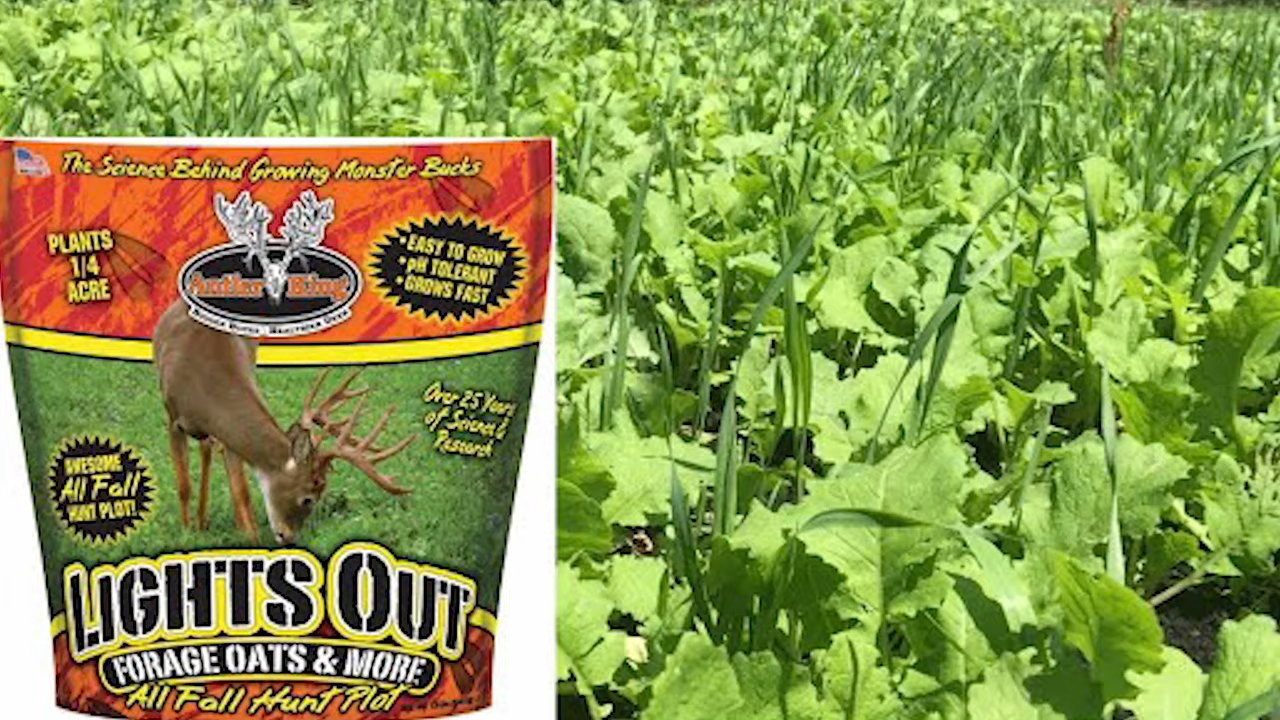 The Science Behind Growing Monster Bucks
PLANTS
1/4
ACRE
Antler King
• EASY TO GROW
• pH TOLERANT
• GROWS FAST
Over 25 Years
of Science &
Research
AWESOME
All Fall
HUNT PLOT!
LIGHTS OUT
FORAGE OATS & MORE
All Fall Hunt Plot